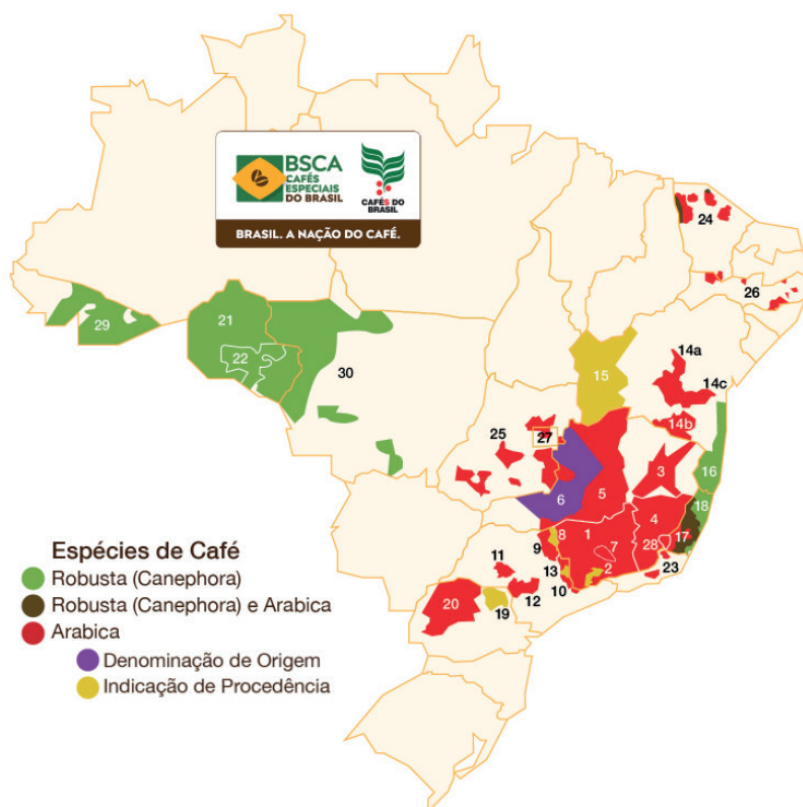 BSCA
CAFÉS
ESPECIAIS
DO BRASIL
CAFÉS DO
BRASIL
BRASIL. A NAÇÃO DO CAFÉ.
24
26
29
21
22
30
15
14a
14c
14b
27
25
16
3
6
5
18
4
17
8
1
7
28
9
11
13
2
23
10
12
20
19
Espécies de Café
Robusta (Canephora)
Robusta (Canephora) e Arabica
Arabica
Denominação de Origem
Indicação de Procedência